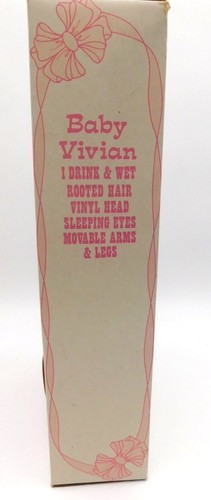 Baby
Vivian
I DRINK & WET
ROOTED HAIR
VINYL HEAD
SLEEPING EYES
MOVABLE ARMS
& LEGS